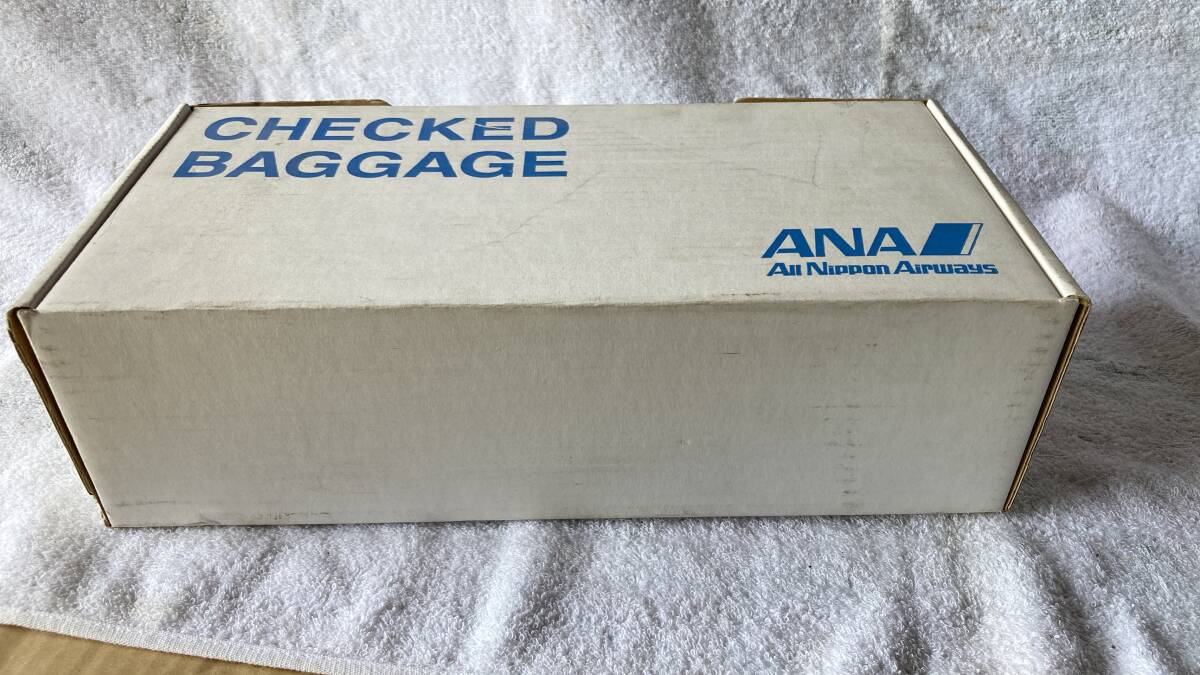 CHECKED
BAGGAGE
ANA
All Nippon Airways